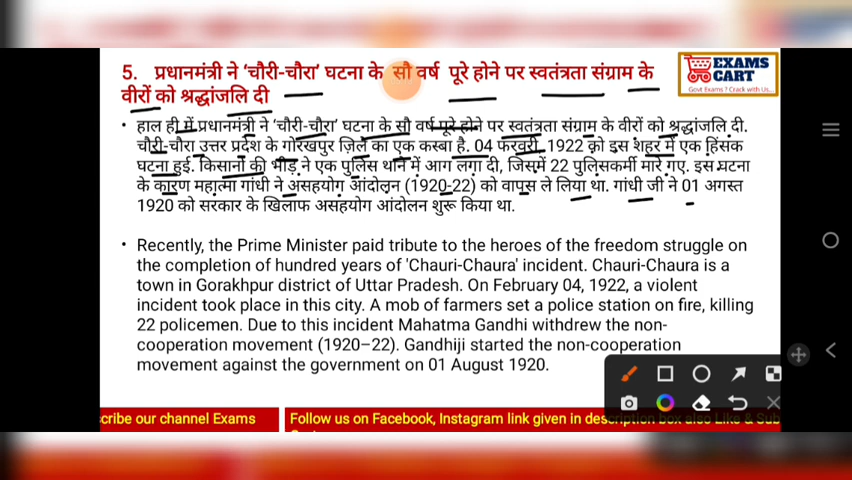 5. प्रधानमंत्री ने 'चौरी-चौरा' घटना के सौ वर्ष पूरे होने पर स्वतंत्रता संग्राम के
वीरों को श्रद्धांजलि दी
EXAMS
CART
Govt Exams ? Crack with Us...
• हाल ही में प्रधानमंत्री ने 'चौरी-चौरा' घटना के सौ वर्ष पूरे होने पर स्वतंत्रता संग्राम के वीरों को श्रद्धांजलि दी.
चौरी-चौरा उत्तर प्रदेश के गोरखपुर ज़िले का एक कस्बा है. 04 फरवरी, 1922 को इस शहर में एक हिंसक
घटना हुई. किसानों की भीड़ ने एक पुलिस थाने में आग लगा दी, जिसमें 22 पुलिसकर्मी मारे गए. इस घटना
के कारण महात्मा गांधी ने असहयोग आंदोलन (1920-22) को वापस ले लिया था. गांधी जी ने 01 अगस्त
1920 को सरकार के खिलाफ असहयोग आंदोलन शुरू किया था.
• Recently, the Prime Minister paid tribute to the heroes of the freedom struggle on
the completion of hundred years of 'Chauri-Chaura' incident. Chauri-Chaura is a
town in Gorakhpur district of Uttar Pradesh. On February 04, 1922, a violent
incident took place in this city. A mob of farmers set a police station on fire, killing
22 policemen. Due to this incident Mahatma Gandhi withdrew the non-
cooperation movement (1920–22). Gandhiji started the non-cooperation
movement against the government on 01 August 1920.
cribe our channel Exams
Follow us on Facebook, Instagram link given in description box also Like & Sub